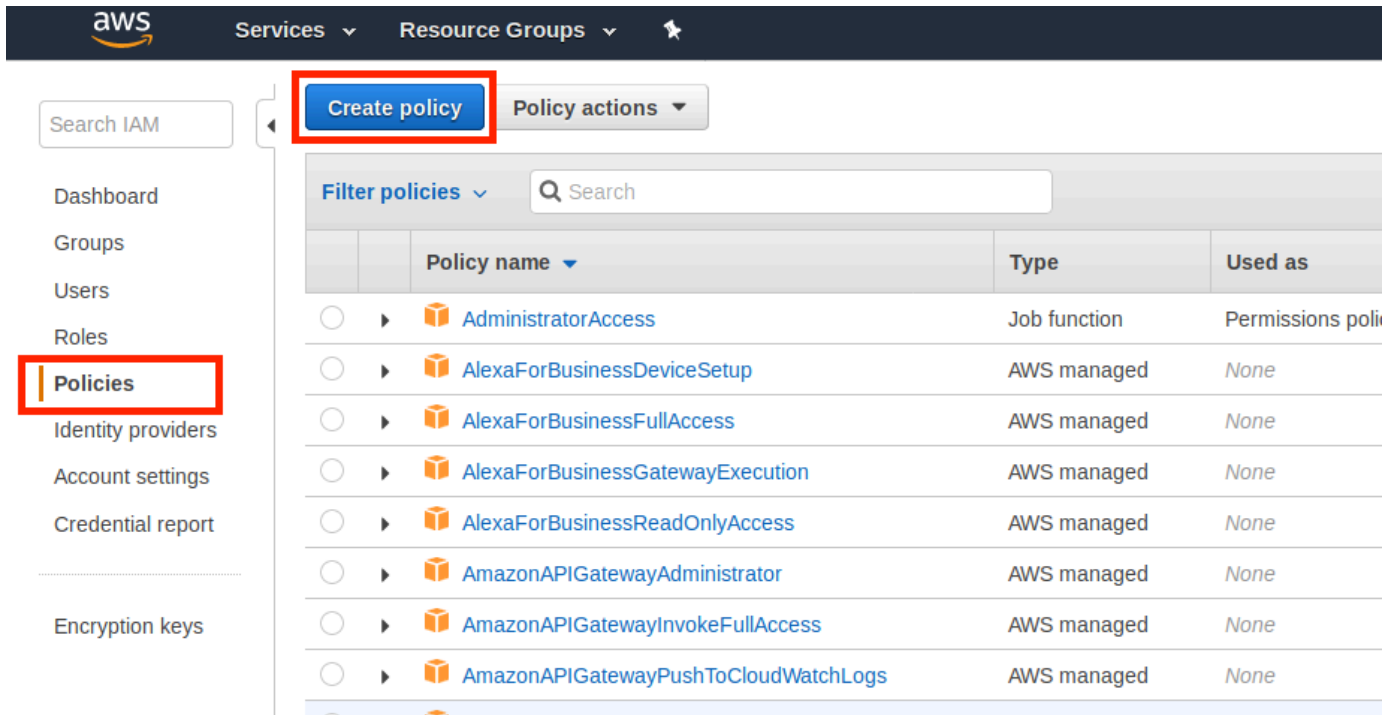 aws Services Resource Groups
Search IAM
Dashboard
Groups
Users
Roles
Policies
Identity providers
Account settings
Credential report
Encryption keys
Create policy Policy actions
Filter policies Search
Policy name Type Used as
AdministratorAccess Job function Permissions poli
AlexaForBusinessDeviceSetup AWS managed None
AlexaForBusinessFullAccess AWS managed None
AlexaForBusinessGatewayExecution AWS managed None
AlexaForBusinessReadOnlyAccess AWS managed None
AmazonAPIGatewayAdministrator AWS managed None
AmazonAPIGatewayInvokeFullAccess AWS managed None
AmazonAPIGatewayPushToCloudWatchLogs AWS managed None